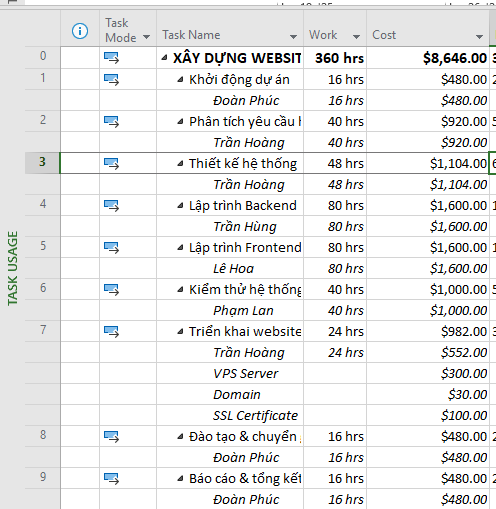 Task Mode Task Name Work Cost
0 XÂY DỰNG WEBSIT 360 hrs $8,646.00 3
1 Khởi động dự án 16 hrs $480.00 2
Đoàn Phúc 16 hrs $480.00
2 Phân tích yêu cầu 40 hrs $920.00 5
Trần Hoàng 40 hrs $920.00
3 Thiết kế hệ thống 48 hrs $1,104.00 6
Trần Hoàng 48 hrs $1,104.00
4 Lập trình Backend 80 hrs $1,600.00 1
Trần Hùng 80 hrs $1,600.00
5 Lập trình Frontend 80 hrs $1,600.00 1
Lê Hoa 80 hrs $1,600.00
6 Kiểm thử hệ thống 40 hrs $1,000.00 5
Phạm Lan 40 hrs $1,000.00
7 Triển khai website 24 hrs $982.00 3
Trần Hoàng 24 hrs $552.00
VPS Server $300.00
Domain $30.00
SSL Certificate $100.00
8 Đào tạo & chuyển 16 hrs $480.00 2
Đoàn Phúc 16 hrs $480.00
9 Báo cáo & tổng kết 16 hrs $480.00 2
Đoàn Phúc 16 hrs $480.00
TASK USAGE